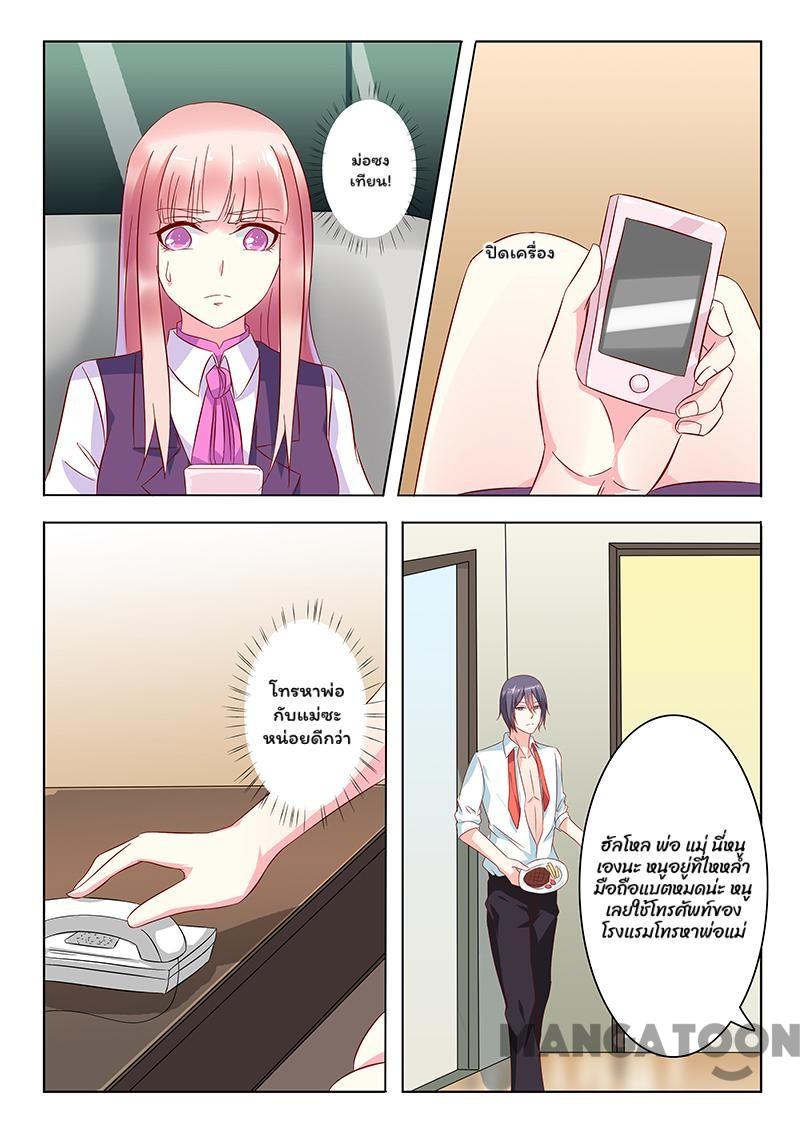 ม่อซง
เทียน!
ปิดเครื่อง
โทรหาพ่อ
กับแม่ซะ
หน่อยดีกว่า
ฮัลโหล พ่อ แม่ นี่หนู
เองนะ หนูอยู่ที่ไหหลำ
มือถือแบตหมดน่ะ หนู
เลยใช้โทรศัพท์ของ
โรงแรมโทรหาพ่อแม่
MANGATOON